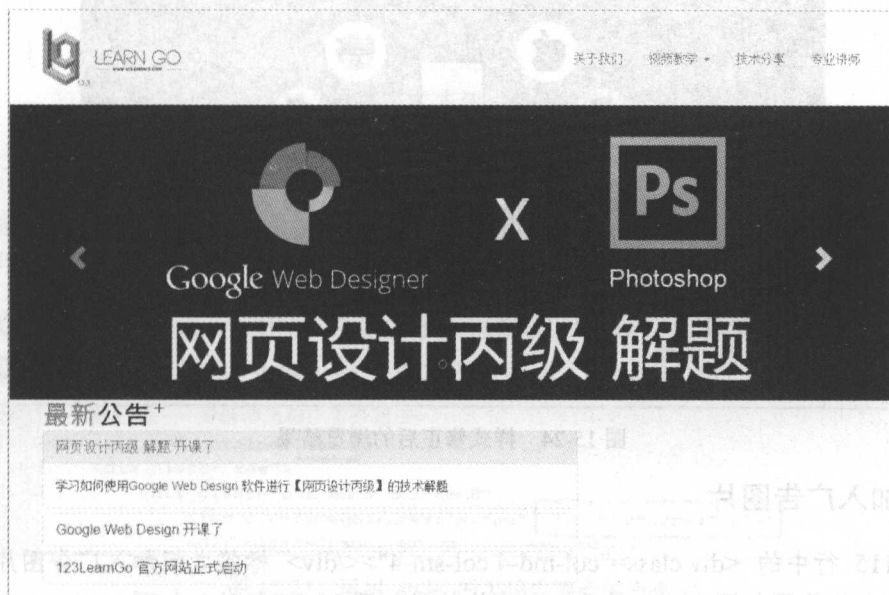 LEARN GO
关于我们 视频教学 技术分享 专业讲师
Google Web Designer
X
Ps
Photoshop
网页设计丙级 解题
最新公告+
网页设计丙级 解题 开课了
学习如何使用Google Web Design 软件进行【网页设计丙级】的技术解题
Google Web Design 开课了
123LearnGo 官方网站正式启动